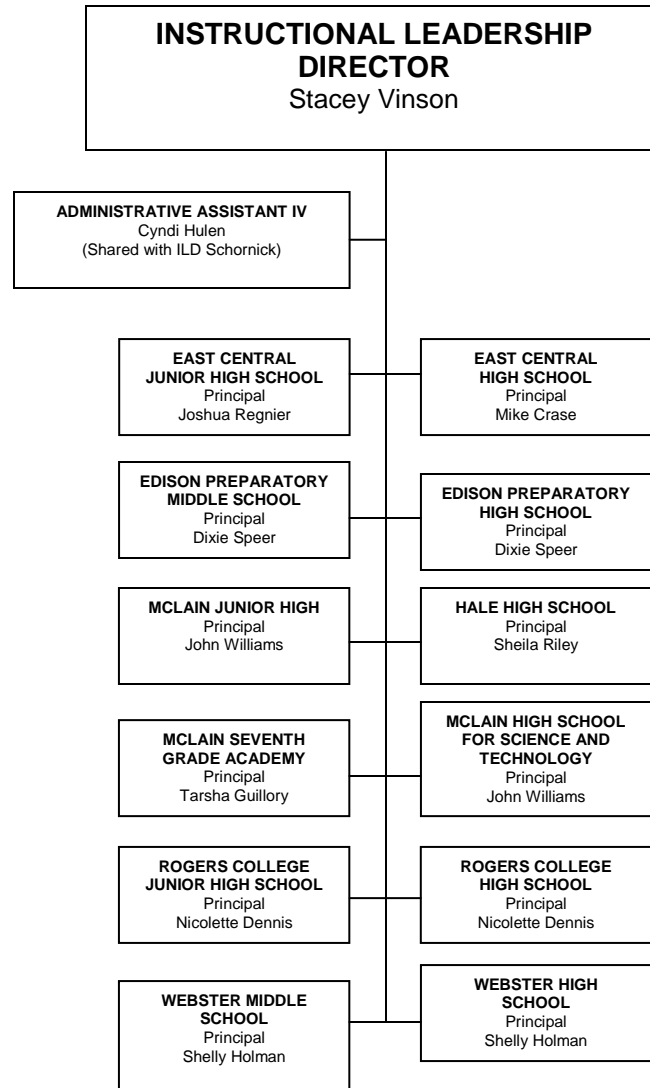 INSTRUCTIONAL LEADERSHIP
DIRECTOR
Stacey Vinson
ADMINISTRATIVE ASSISTANT IV
Cyndi Hulen
(Shared with ILD Schornick)
EAST CENTRAL
JUNIOR HIGH SCHOOL
Principal
Joshua Regnier
EAST CENTRAL
HIGH SCHOOL
Principal
Mike Crase
EDISON PREPARATORY
MIDDLE SCHOOL
Principal
Dixie Speer
EDISON PREPARATORY
HIGH SCHOOL
Principal
Dixie Speer
MCLAIN JUNIOR HIGH
Principal
John Williams
HALE HIGH SCHOOL
Principal
Sheila Riley
MCLAIN SEVENTH
GRADE ACADEMY
Principal
Tarsha Guillory
MCLAIN HIGH SCHOOL
FOR SCIENCE AND
TECHNOLOGY
Principal
John Williams
ROGERS COLLEGE
JUNIOR HIGH SCHOOL
Principal
Nicolette Dennis
ROGERS COLLEGE
HIGH SCHOOL
Principal
Nicolette Dennis
WEBSTER MIDDLE
SCHOOL
Principal
Shelly Holman
WEBSTER HIGH
SCHOOL
Principal
Shelly Holman